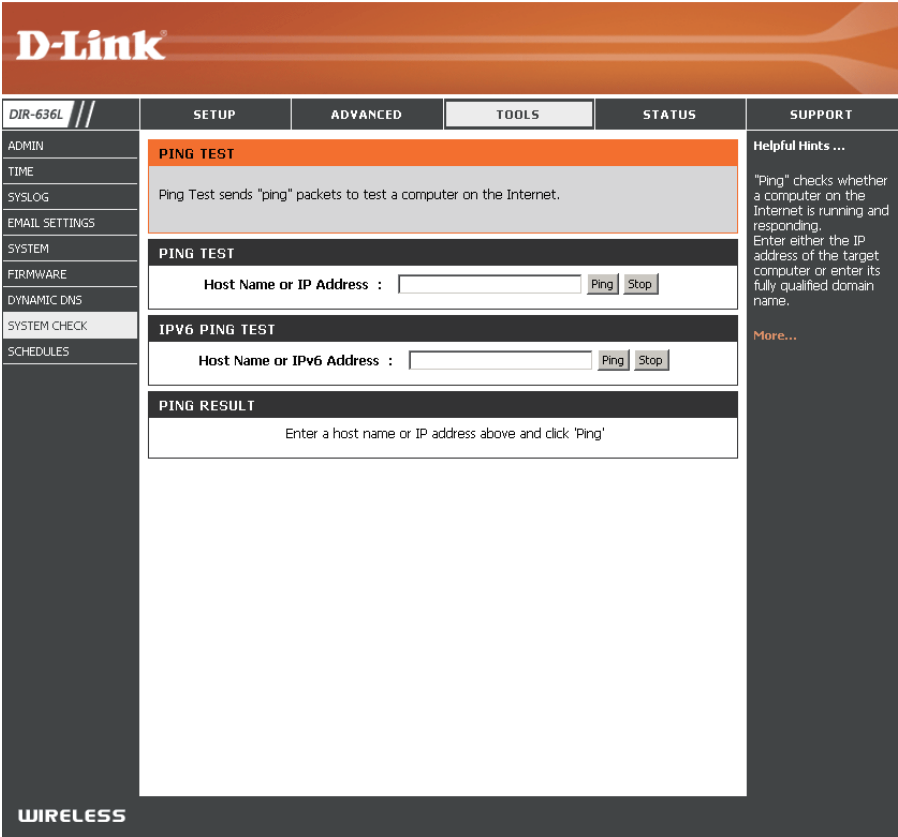 D-Link®
DIR-636L
SETUP
ADVANCED
TOOLS
STATUS
SUPPORT
ADMIN
TIME
SYSLOG
EMAIL SETTINGS
SYSTEM
FIRMWARE
DYNAMIC DNS
SYSTEM CHECK
SCHEDULES
PING TEST
Ping Test sends "ping" packets to test a computer on the Internet.
PING TEST
Host Name or IP Address : Ping Stop
IPV6 PING TEST
Host Name or IPv6 Address : Ping Stop
PING RESULT
Enter a host name or IP address above and click 'Ping'
Helpful Hints ...
"Ping" checks whether
a computer on the
Internet is running and
responding.
Enter either the IP
address of the target
computer or enter its
fully qualified domain
name.
More...
WIRELESS